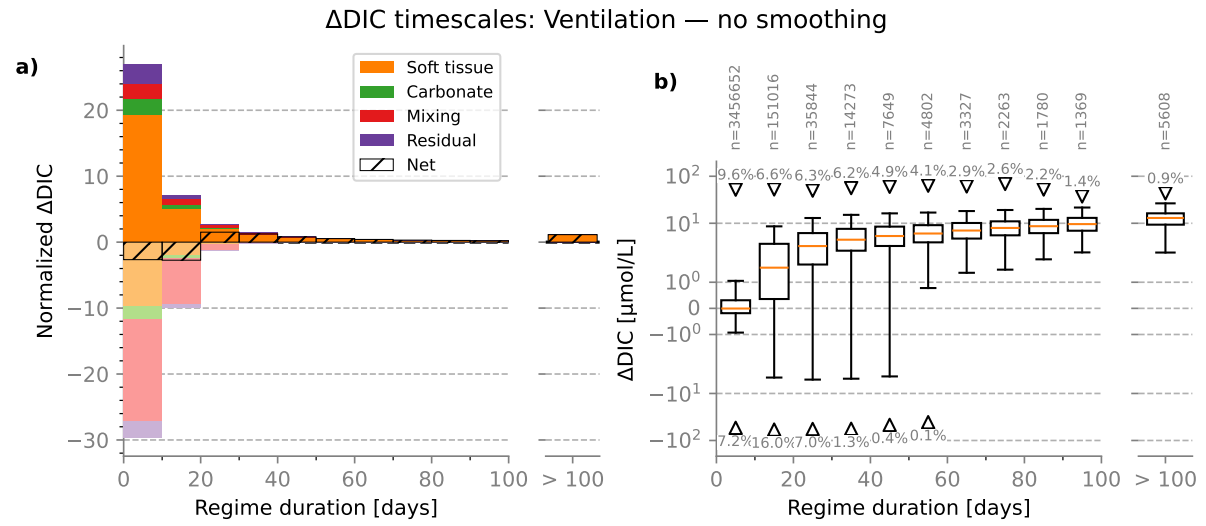 ΔDIC timescales: Ventilation — no smoothing
a)
Soft tissue
Carbonate
Mixing
Residual
Net
20
10
0
−10
−20
−30
Normalized ΔDIC
0
20
40
60
80
100
> 100
Regime duration [days]
b)
n=3456652
n=151016
n=35844
n=14273
n=7649
n=4802
n=3327
n=2263
n=1780
n=1369
n=5608
9.6%
6.6%
6.3%
6.2%
4.9%
4.1%
2.9%
2.6%
2.2%
1.4%
0.9%
10²
10¹
10⁰
0
−10⁰
−10¹
−10²
ΔDIC [μmol/L]
7.2%
16.0%
7.0%
1.3%
0.4%
0.1%
0
20
40
60
80
100
> 100
Regime duration [days]